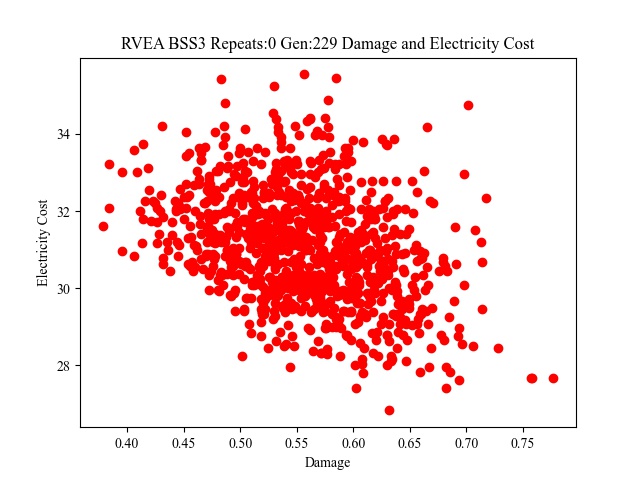 RVEA BSS3 Repeats:0 Gen:229 Damage and Electricity Cost
34
32
30
28
Electricity Cost
0.40 0.45 0.50 0.55 0.60 0.65 0.70 0.75
Damage